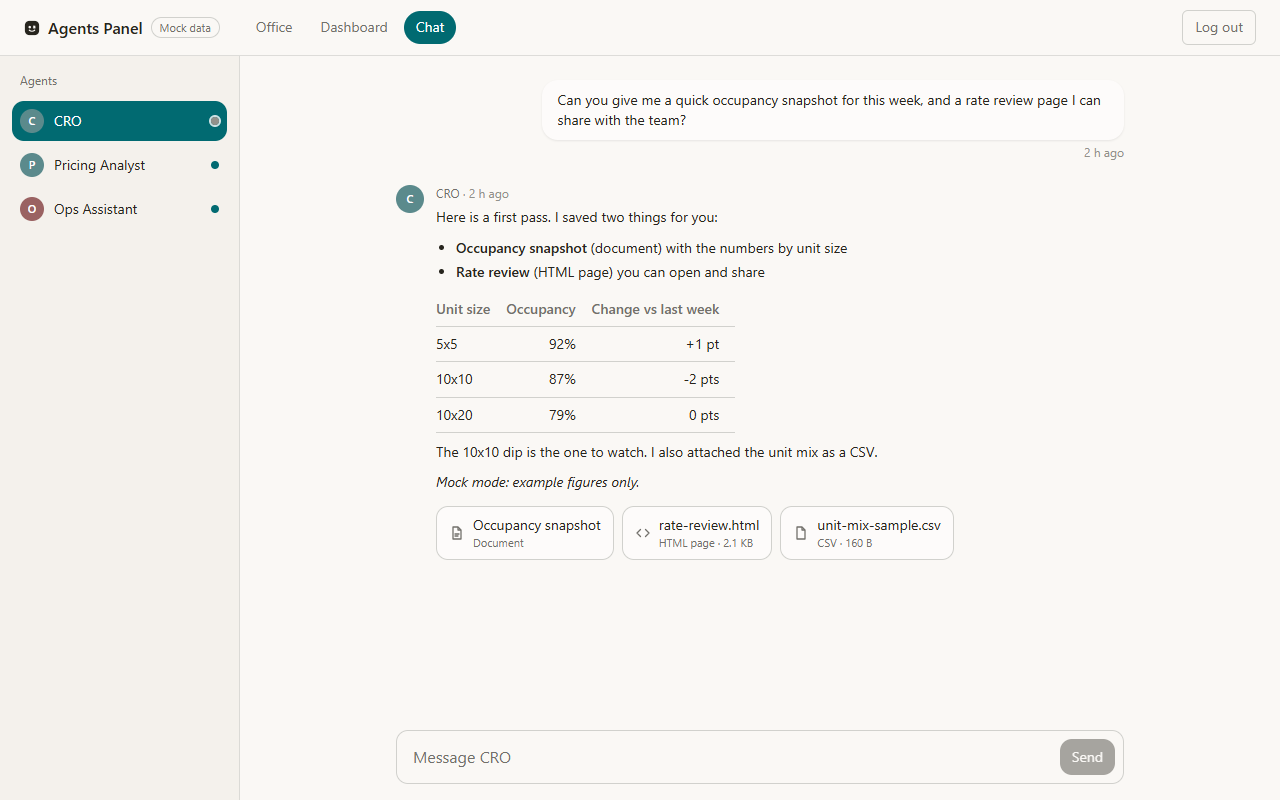 Agents Panel
Mock data
Office
Dashboard
Chat
Log out
Agents
C
CRO
P
Pricing Analyst
O
Ops Assistant
Can you give me a quick occupancy snapshot for this week, and a rate review page I can
share with the team?
2 h ago
C
CRO · 2 h ago
Here is a first pass. I saved two things for you:
• Occupancy snapshot (document) with the numbers by unit size
• Rate review (HTML page) you can open and share
Unit size Occupancy Change vs last week
5x5 92% +1 pt
10x10 87% -2 pts
10x20 79% 0 pts
The 10x10 dip is the one to watch. I also attached the unit mix as a CSV.
Mock mode: example figures only.
Occupancy snapshot
Document
rate-review.html
HTML page · 2.1 KB
unit-mix-sample.csv
CSV · 160 B
Message CRO
Send